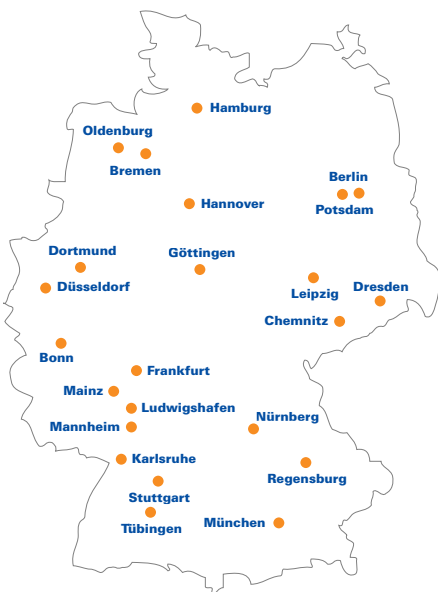 Hamburg
Oldenburg
Bremen
Berlin
Potsdam
Hannover
Dortmund
Göttingen
Düsseldorf
Leipzig
Dresden
Chemnitz
Bonn
Frankfurt
Mainz
Ludwigshafen
Nürnberg
Mannheim
Karlsruhe
Regensburg
Stuttgart
München
Tübingen